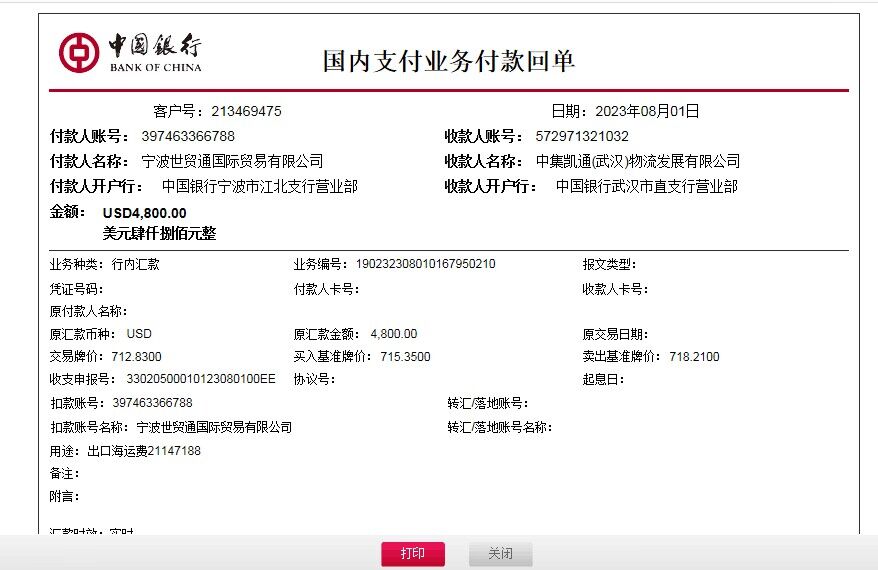 中国银行
BANK OF CHINA
国内支付业务付款回单
客户号：213469475 日期：2023年08月01日
付款人账号：397463366788 收款人账号：572971321032
付款人名称：宁波世贸通国际贸易有限公司 收款人名称：中集凯通(武汉)物流发展有限公司
付款人开户行：中国银行宁波市江北支行营业部 收款人开户行：中国银行武汉市直支行营业部
金额：USD4,800.00
美元肆仟捌佰元整
业务种类：行内汇款 业务编号：190232308010167950210 报文类型：
凭证号码： 付款人卡号： 收款人卡号：
原付款人名称：
原汇款币种：USD 原汇款金额：4,800.00 原交易日期：
交易牌价：712.8300 买入基准牌价：715.3500 卖出基准牌价：718.2100
收支申报号：33020500010123080100EE 协议号： 起息日：
扣款账号：397463366788 转汇/落地账号：
扣款账号名称：宁波世贸通国际贸易有限公司 转汇/落地账号名称：
用途：出口海运费21147188
备注：
附言：
汇款时效：实时
打印 关闭